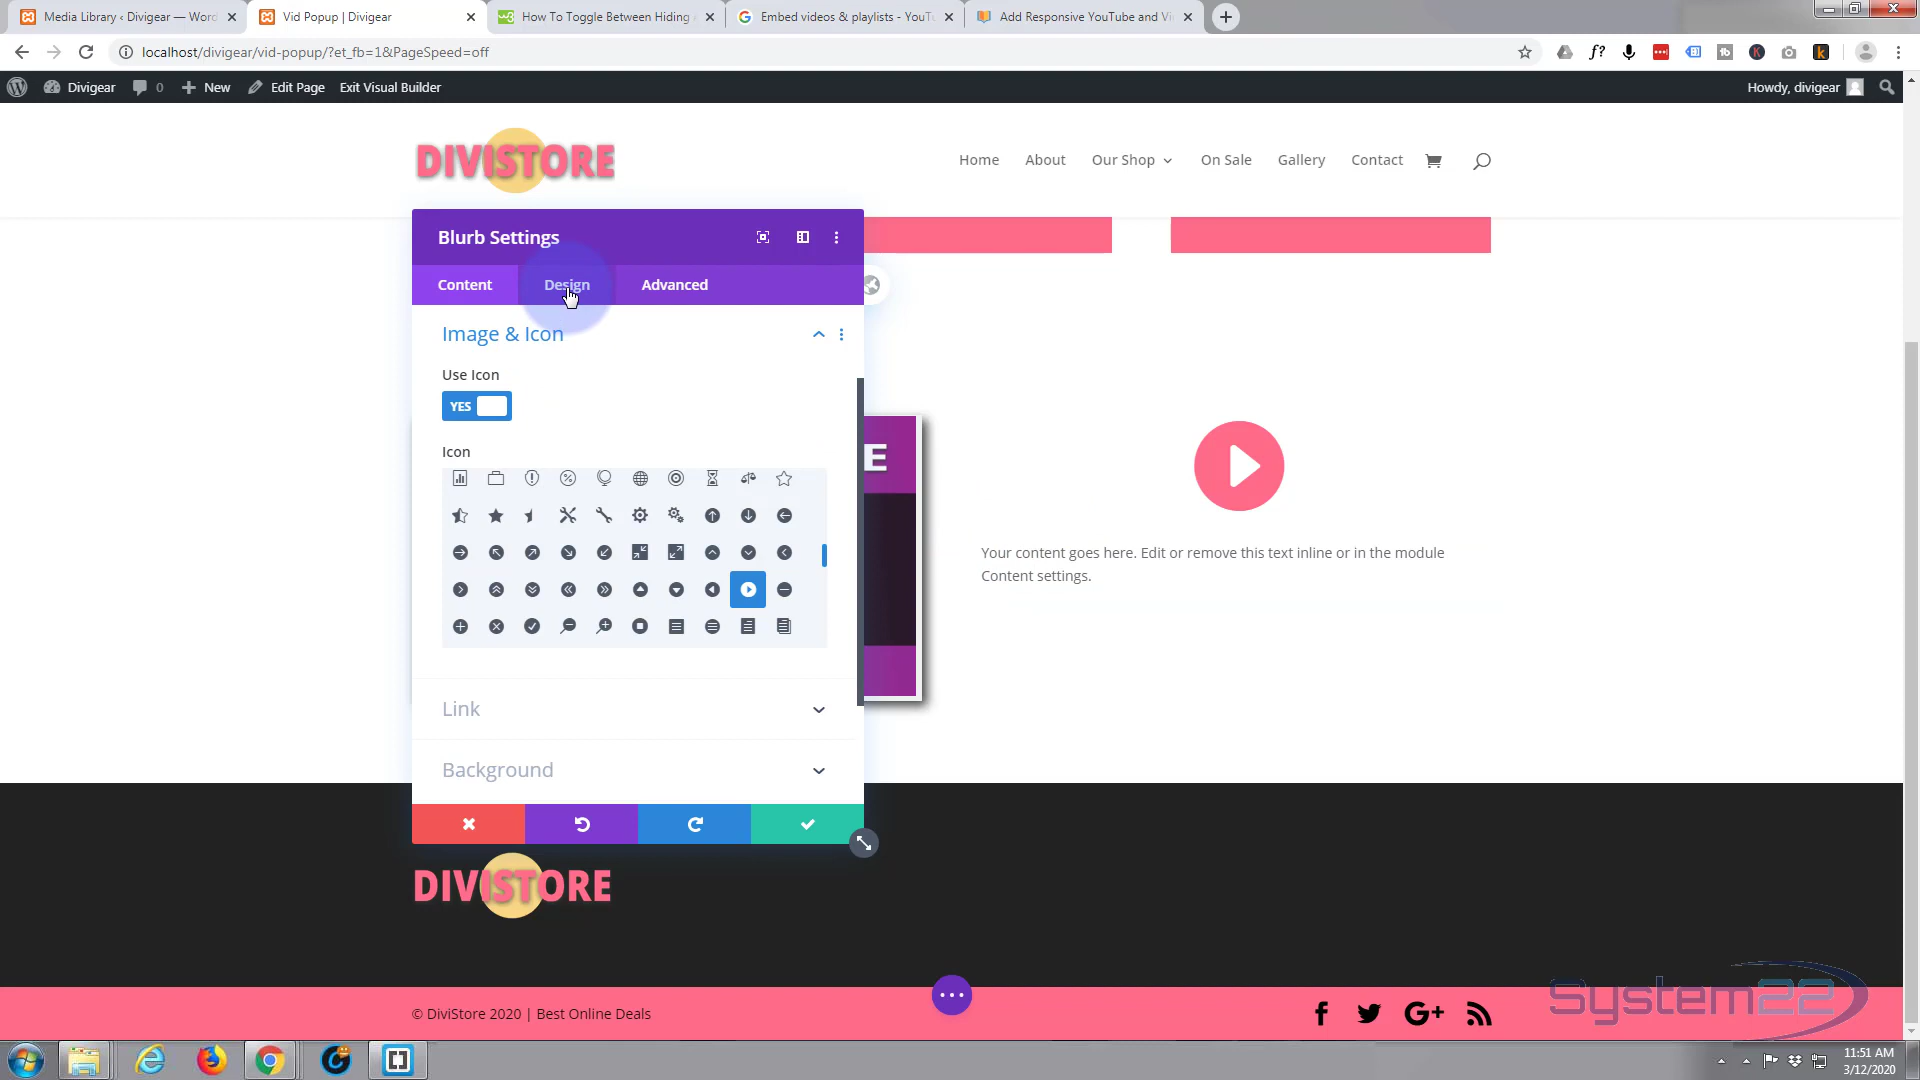 Media Library ‹ Divigear — Word
Vid Popup | Divigear
How To Toggle Between Hiding
Embed videos & playlists - YouTu
Add Responsive YouTube and Vi
localhost/divigear/vid-popup/?et_fb=1&PageSpeed=off
Divigear
0
New
Edit Page
Exit Visual Builder
Howdy, divigear
DIVISTORE
Home
About
Our Shop
On Sale
Gallery
Contact
Blurb Settings
Content
Design
Advanced
Image & Icon
Use Icon
YES
Icon
E
Your content goes here. Edit or remove this text inline or in the module
Content settings.
Link
Background
DIVISTORE
© DiviStore 2020 | Best Online Deals
System22
11:51 AM
3/12/2020